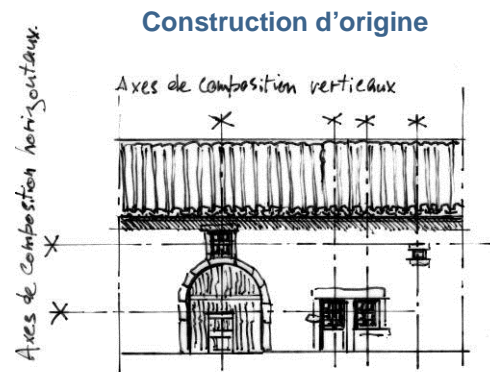 Construction d’origine
Axes de composition verticaux
Axes de composition horizontaux.